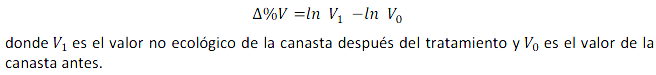 Δ%V =ln V₁ −ln V₀
donde V₁ es el valor no ecológico de la canasta después del tratamiento y V₀ es el valor de la
canasta antes.